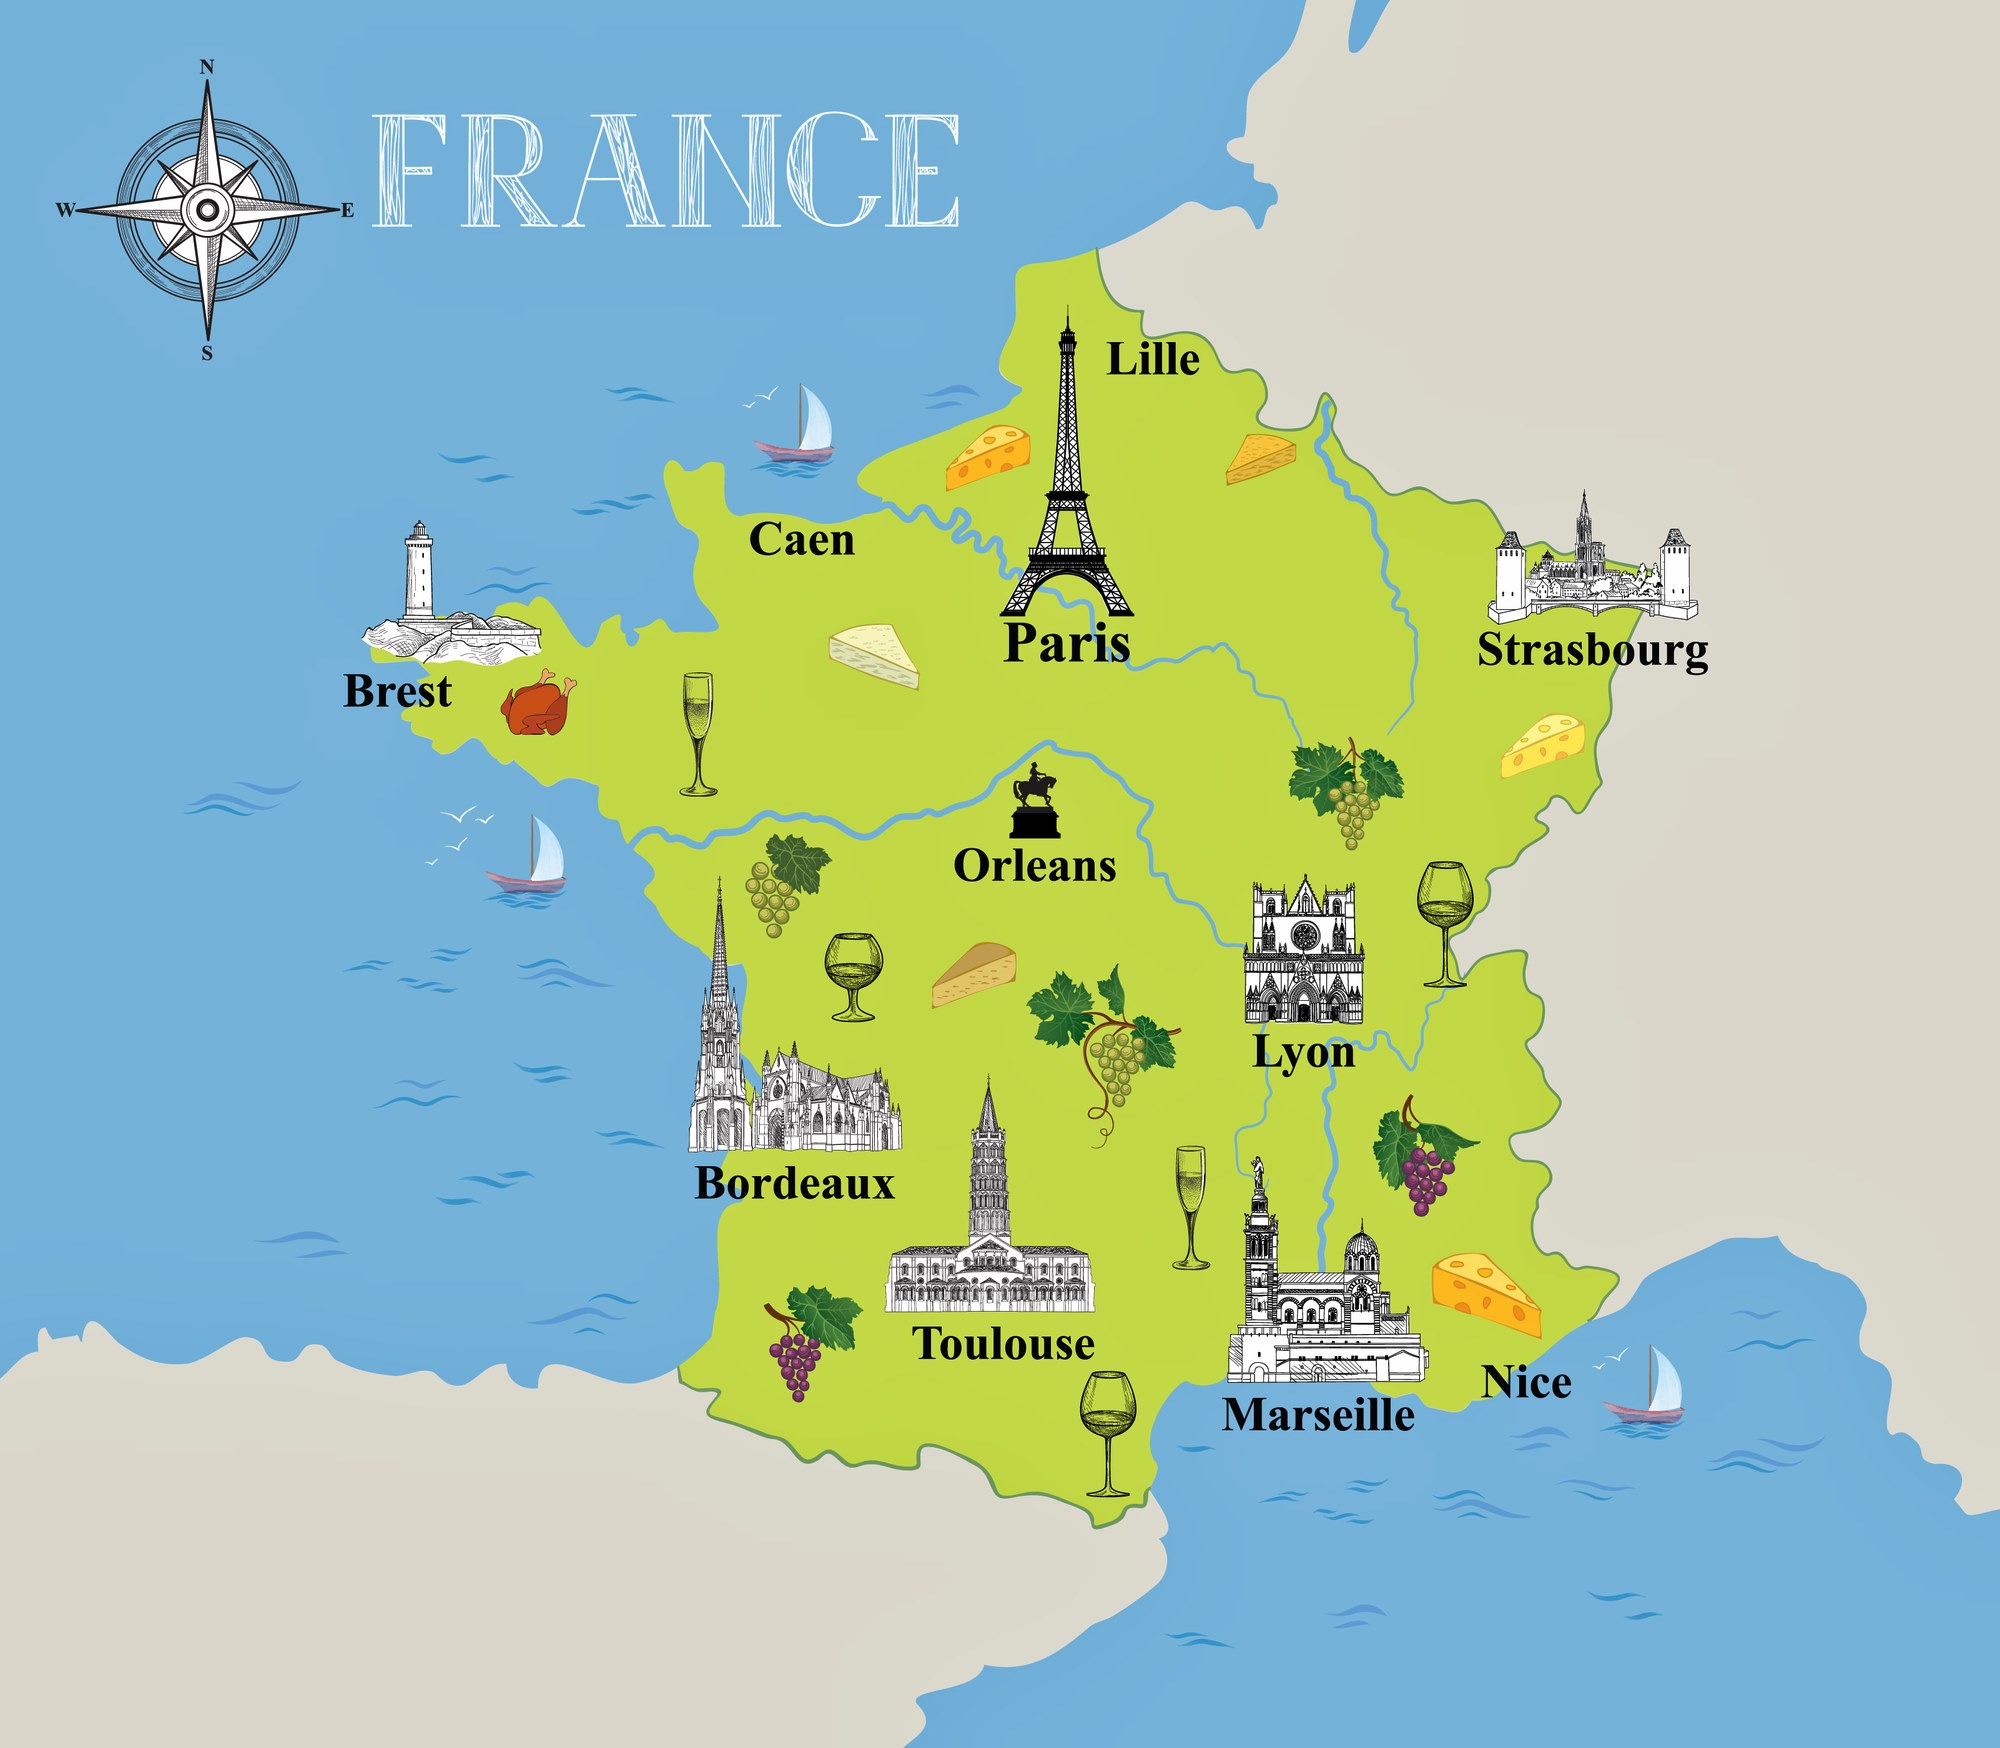 N
FRANCE
W
E
S
Lille
Caen
Paris
Strasbourg
Brest
Orleans
Lyon
Bordeaux
Toulouse
Nice
Marseille